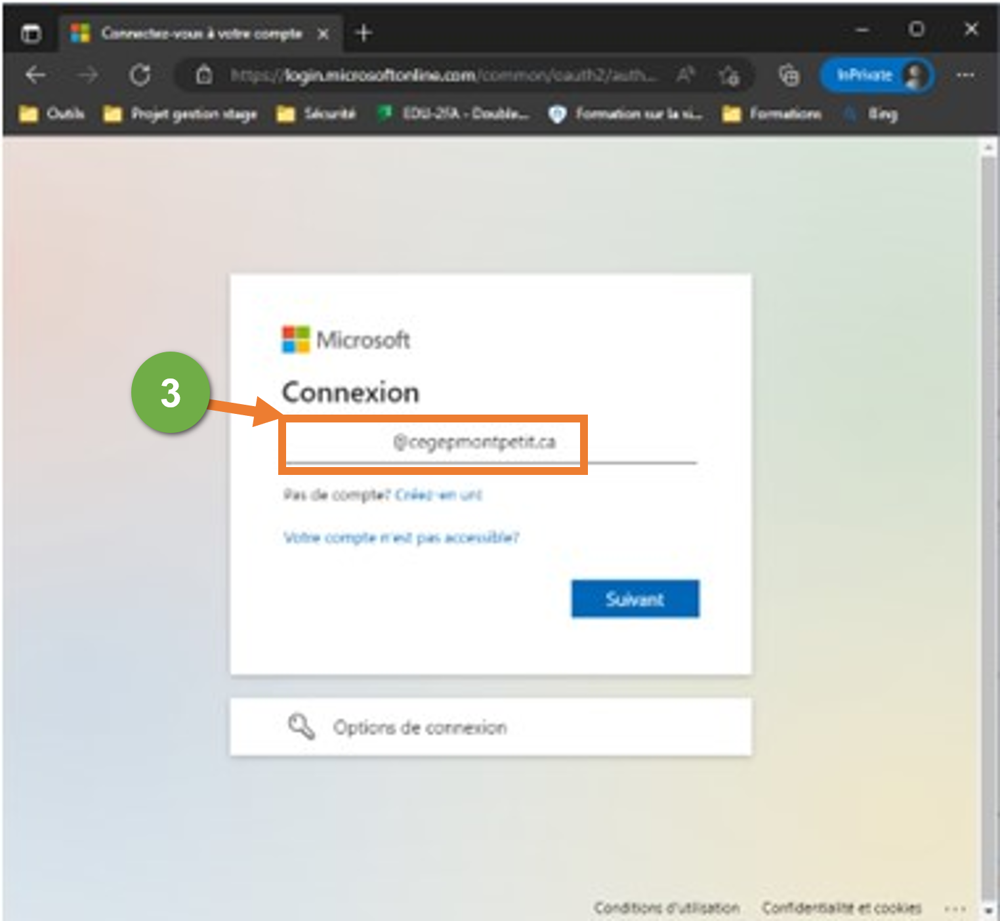 Connectez-vous à votre compte
https://login.microsoftonline.com/common/oauth2/auth...
InPrivate
Outils Projet gestion stage Sécurité EDU-2FA - Double... Formation sur la si... Formations Bing
Microsoft
3
Connexion
@cegepmontpetit.ca
Pas de compte? Créez-en un!
Votre compte n'est pas accessible?
Suivant
Options de connexion
Conditions d'utilisation Confidentialité et cookies ...